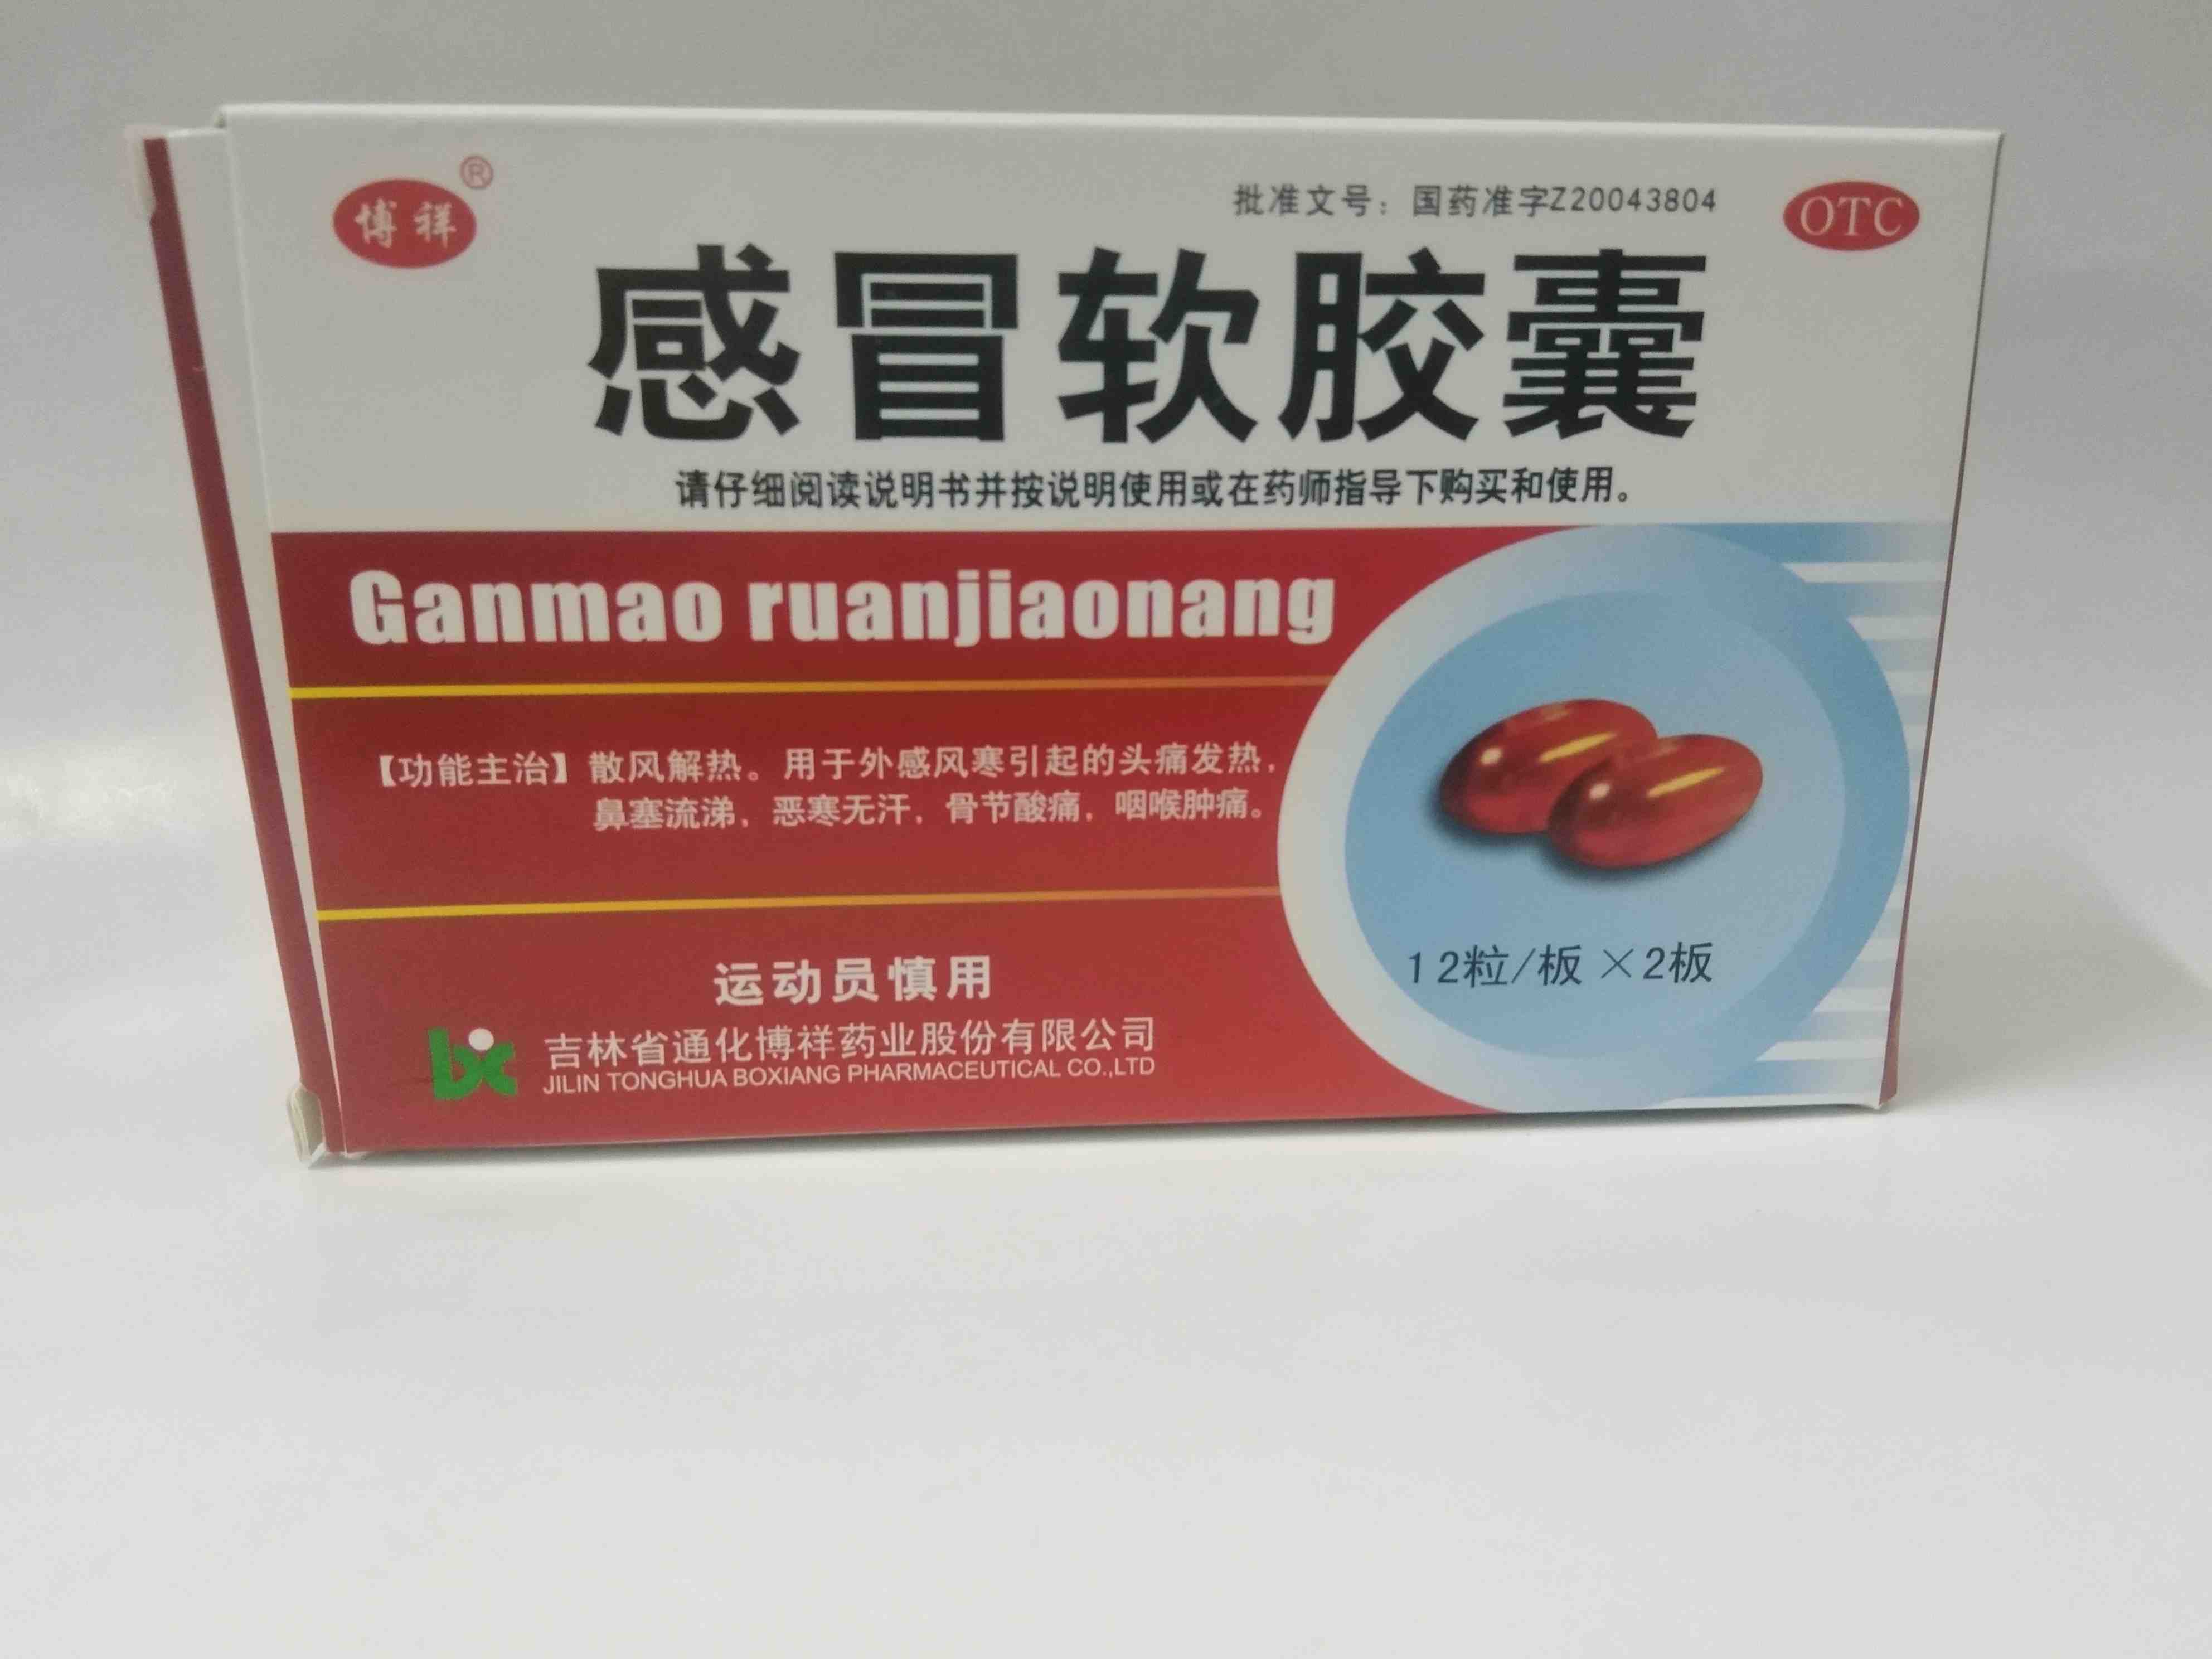 博祥®
批准文号：国药准字Z20043804
OTC
感冒软胶囊
请仔细阅读说明书并按说明使用或在药师指导下购买和使用。
Ganmao ruanjiaonang
【功能主治】散风解热。用于外感风寒引起的头痛发热，
鼻塞流涕，恶寒无汗，骨节酸痛，咽喉肿痛。
12粒/板×2板
运动员慎用
吉林省通化博祥药业股份有限公司
JILIN TONGHUA BOXIANG PHARMACEUTICAL CO.,LTD